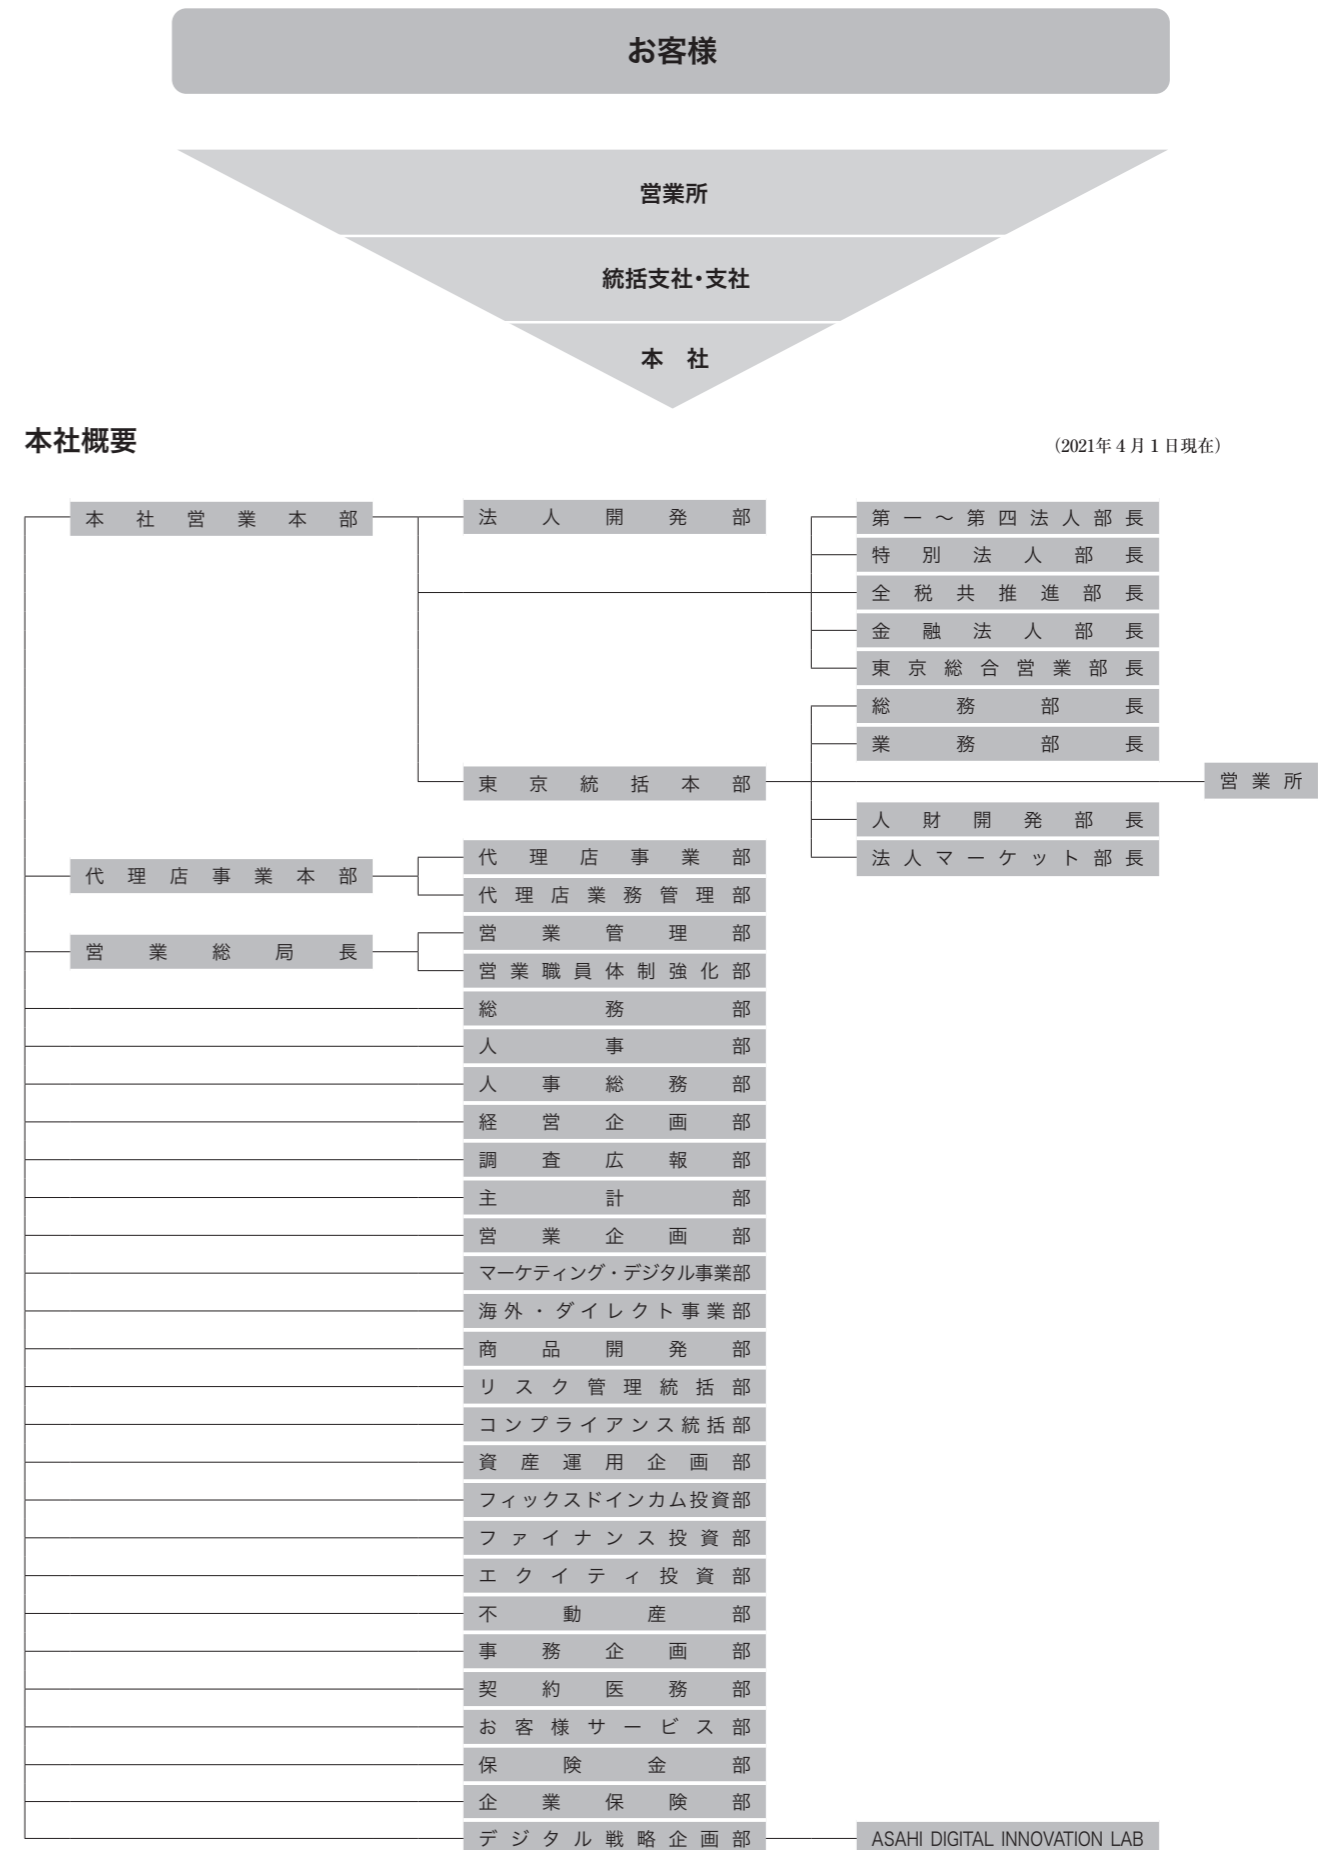 お客様
営業所
統括支社・支社
本 社
本社概要
（2021年４月１日現在）
本社営業本部
法人開発部
第一～第四法人部長
特別法人部長
全税共推進部長
金融法人部長
東京総合営業部長
総務部長
業務部長
東京統括本部
営業所
人財開発部長
法人マーケット部長
代理店事業本部
代理店事業部
代理店業務管理部
営業総局長
営業管理部
営業職員体制強化部
総務部
人事部
人事総務部
経営企画部
調査広報部
主計部
営業企画部
マーケティング・デジタル事業部
海外・ダイレクト事業部
商品開発部
リスク管理統括部
コンプライアンス統括部
資産運用企画部
フィックスドインカム投資部
ファイナンス投資部
エクイティ投資部
不動産部
事務企画部
契約医務部
お客様サービス部
保険金部
企業保険部
デジタル戦略企画部
ASAHI DIGITAL INNOVATION LAB